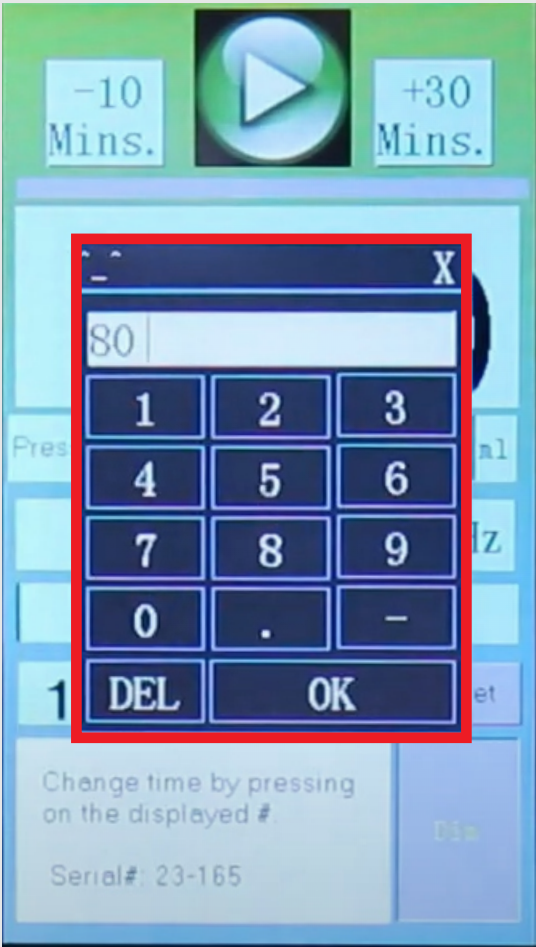 -10
Mins.
+30
Mins.
^_^
X
80
1 2 3
4 5 6
7 8 9
0 . -
DEL OK
Change time by pressing
on the displayed #.
Serial#: 23-165
Dim